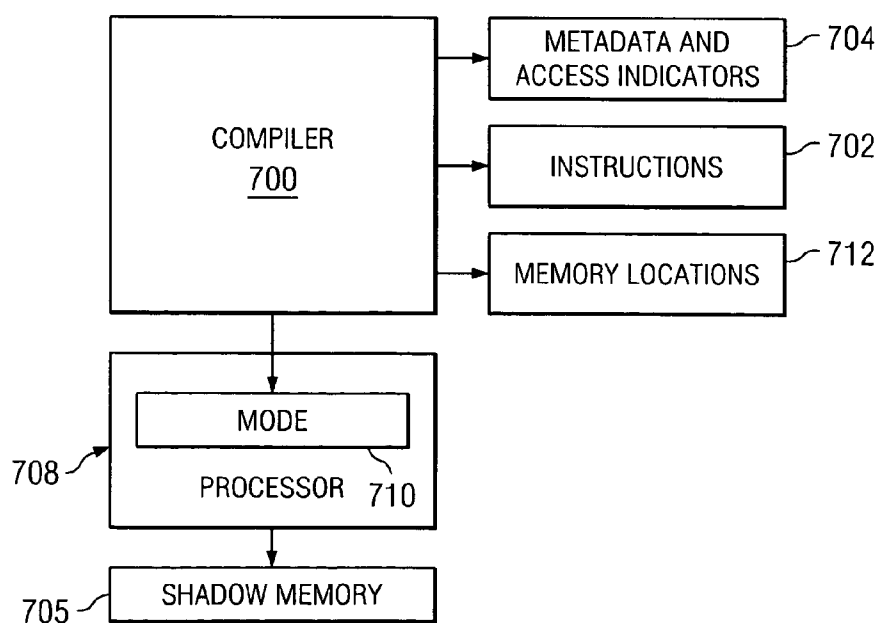 METADATA AND
ACCESS INDICATORS
704
COMPILER
700
INSTRUCTIONS
702
MEMORY LOCATIONS
712
MODE
710
PROCESSOR
708
SHADOW MEMORY
705